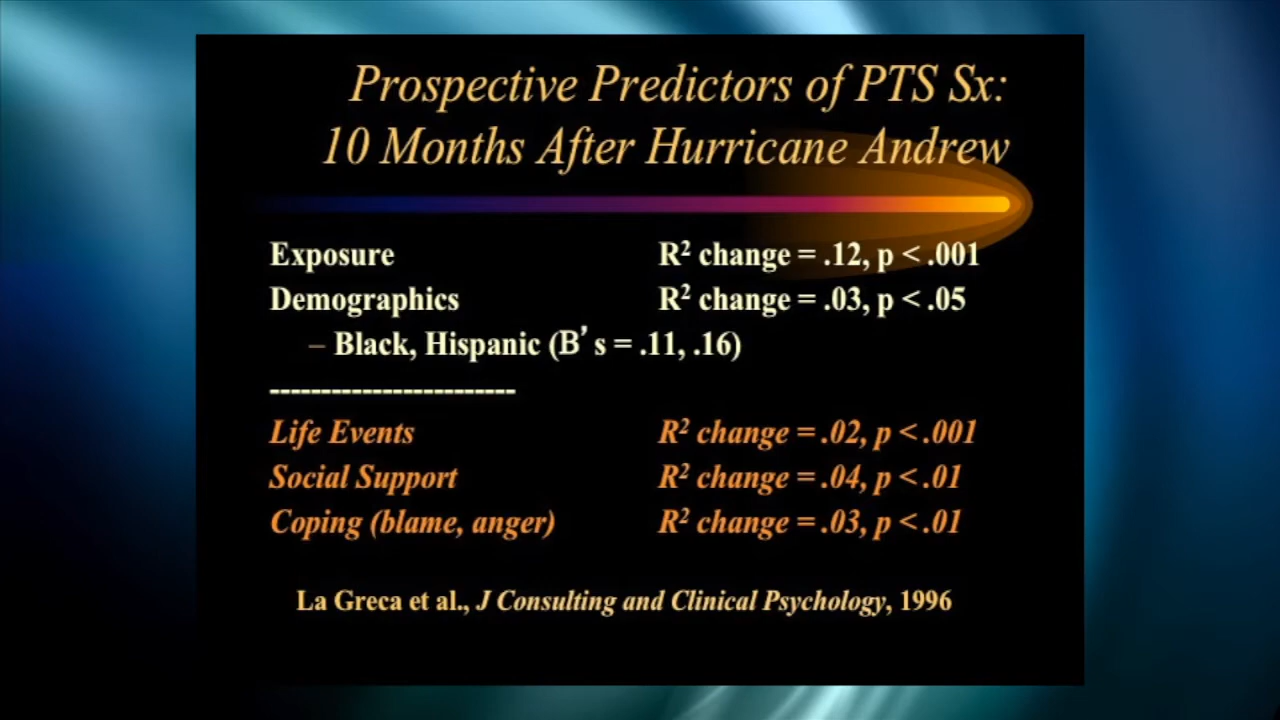 Prospective Predictors of PTS Sx:
10 Months After Hurricane Andrew
Exposure R² change = .12, p < .001
Demographics R² change = .03, p < .05
– Black, Hispanic (B’s = .11, .16)
------------------------
Life Events R² change = .02, p < .001
Social Support R² change = .04, p < .01
Coping (blame, anger) R² change = .03, p < .01
La Greca et al., J Consulting and Clinical Psychology, 1996